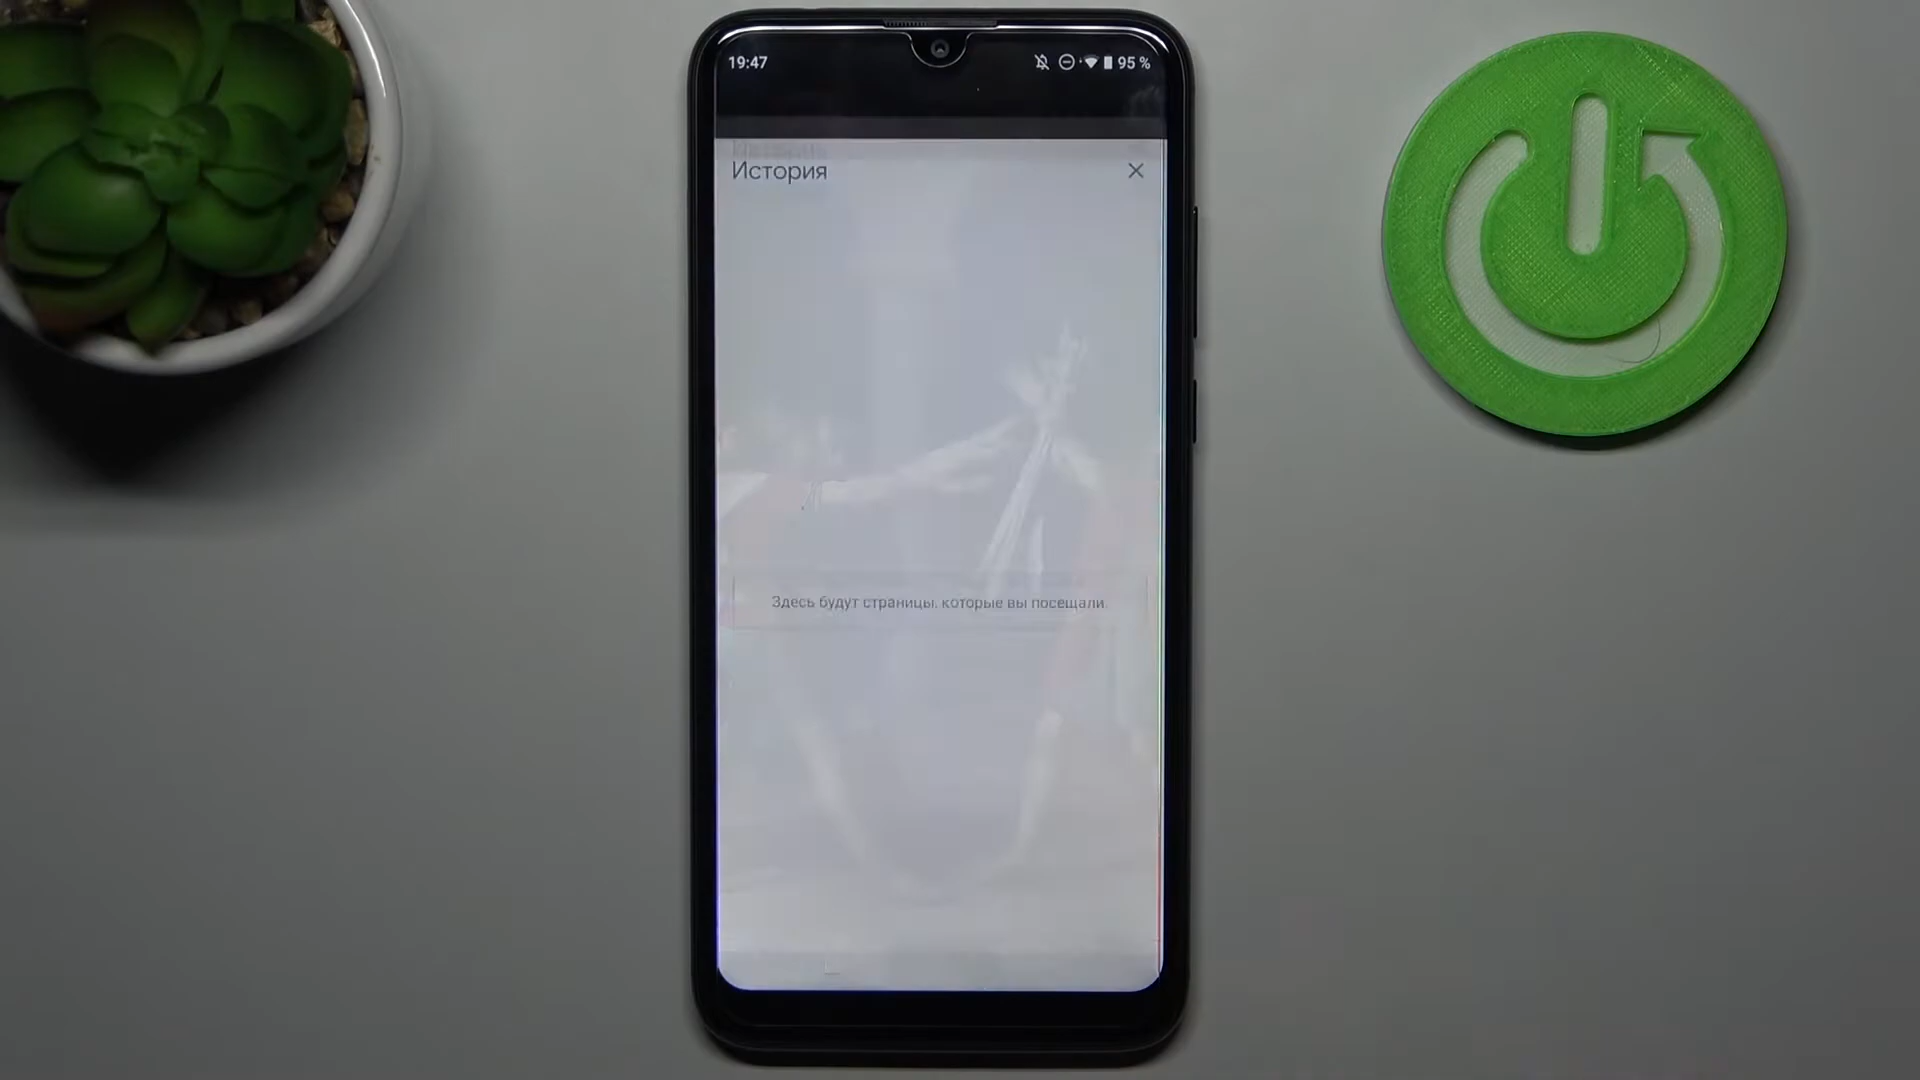 19:47
95 %
История
Здесь будут страницы, которые вы посещали.